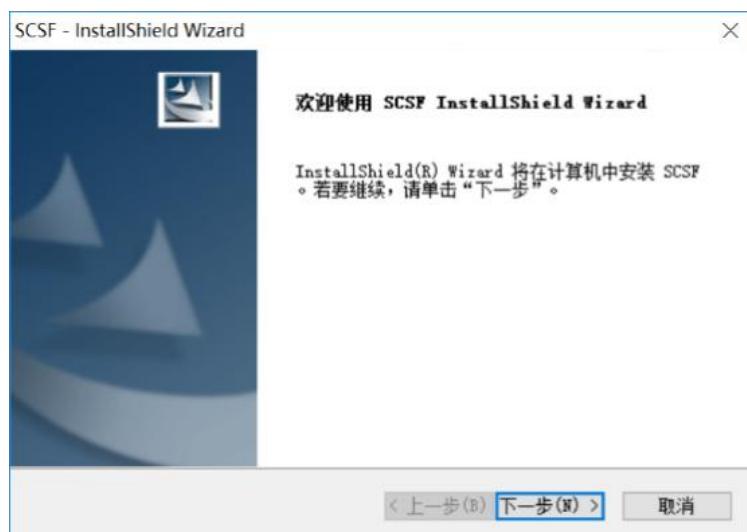 SCSF - InstallShield Wizard
欢迎使用 SCSF InstallShield Wizard
InstallShield(R) Wizard 将在计算机中安装 SCSF
。若要继续，请单击“下一步”。
< 上一步(B) 下一步(N) > 取消